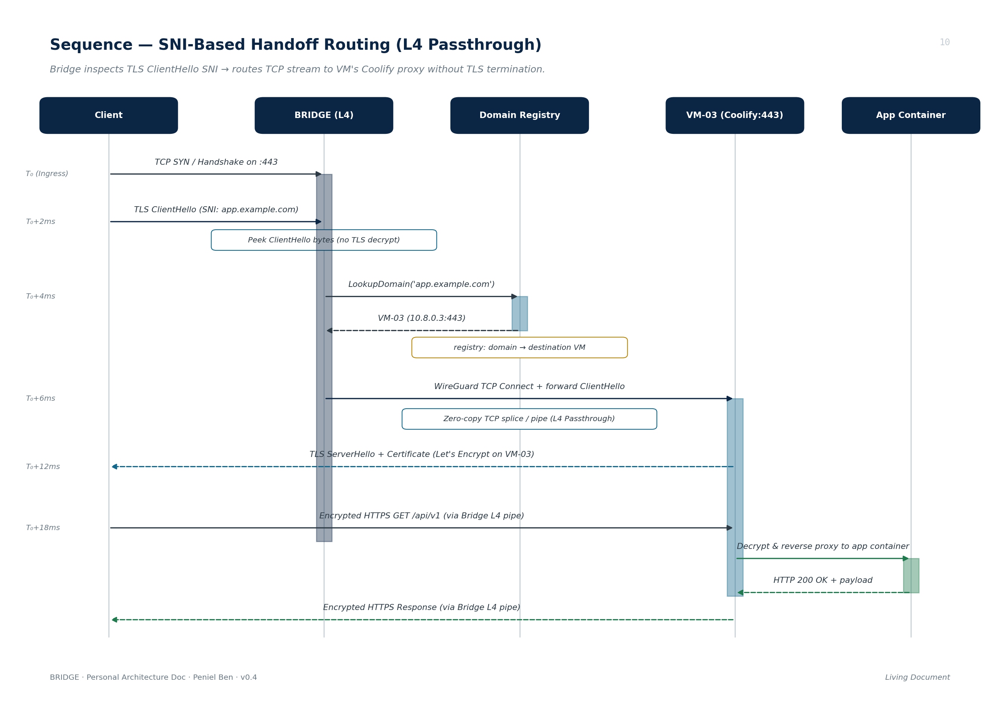 Sequence — SNI-Based Handoff Routing (L4 Passthrough)
10
Bridge inspects TLS ClientHello SNI → routes TCP stream to VM's Coolify proxy without TLS termination.
Client
BRIDGE (L4)
Domain Registry
VM-03 (Coolify:443)
App Container
TCP SYN / Handshake on :443
T₀ (Ingress)
TLS ClientHello (SNI: app.example.com)
T₀+2ms
Peek ClientHello bytes (no TLS decrypt)
LookupDomain('app.example.com')
T₀+4ms
VM-03 (10.8.0.3:443)
registry: domain → destination VM
WireGuard TCP Connect + forward ClientHello
T₀+6ms
Zero-copy TCP splice / pipe (L4 Passthrough)
TLS ServerHello + Certificate (Let's Encrypt on VM-03)
T₀+12ms
Encrypted HTTPS GET /api/v1 (via Bridge L4 pipe)
T₀+18ms
Decrypt & reverse proxy to app container
HTTP 200 OK + payload
Encrypted HTTPS Response (via Bridge L4 pipe)
BRIDGE · Personal Architecture Doc · Peniel Ben · v0.4
Living Document